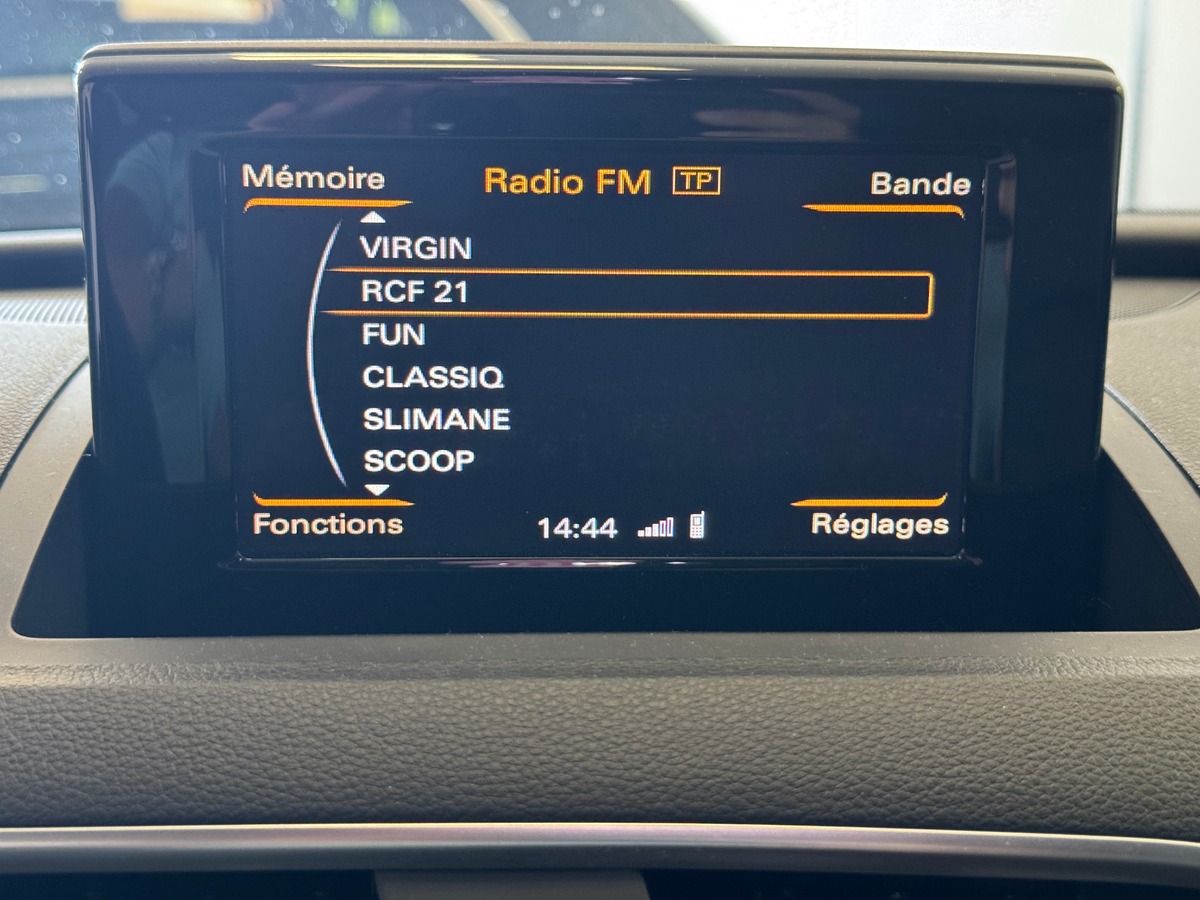 Mémoire Radio FM TP Bande
VIRGIN
RCF 21
FUN
CLASSIQ
SLIMANE
SCOOP
Fonctions 14:44 Réglages